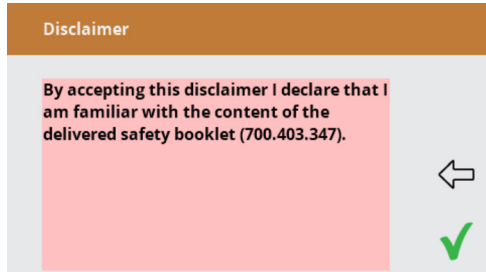 Disclaimer
By accepting this disclaimer I declare that I
am familiar with the content of the
delivered safety booklet (700.403.347).